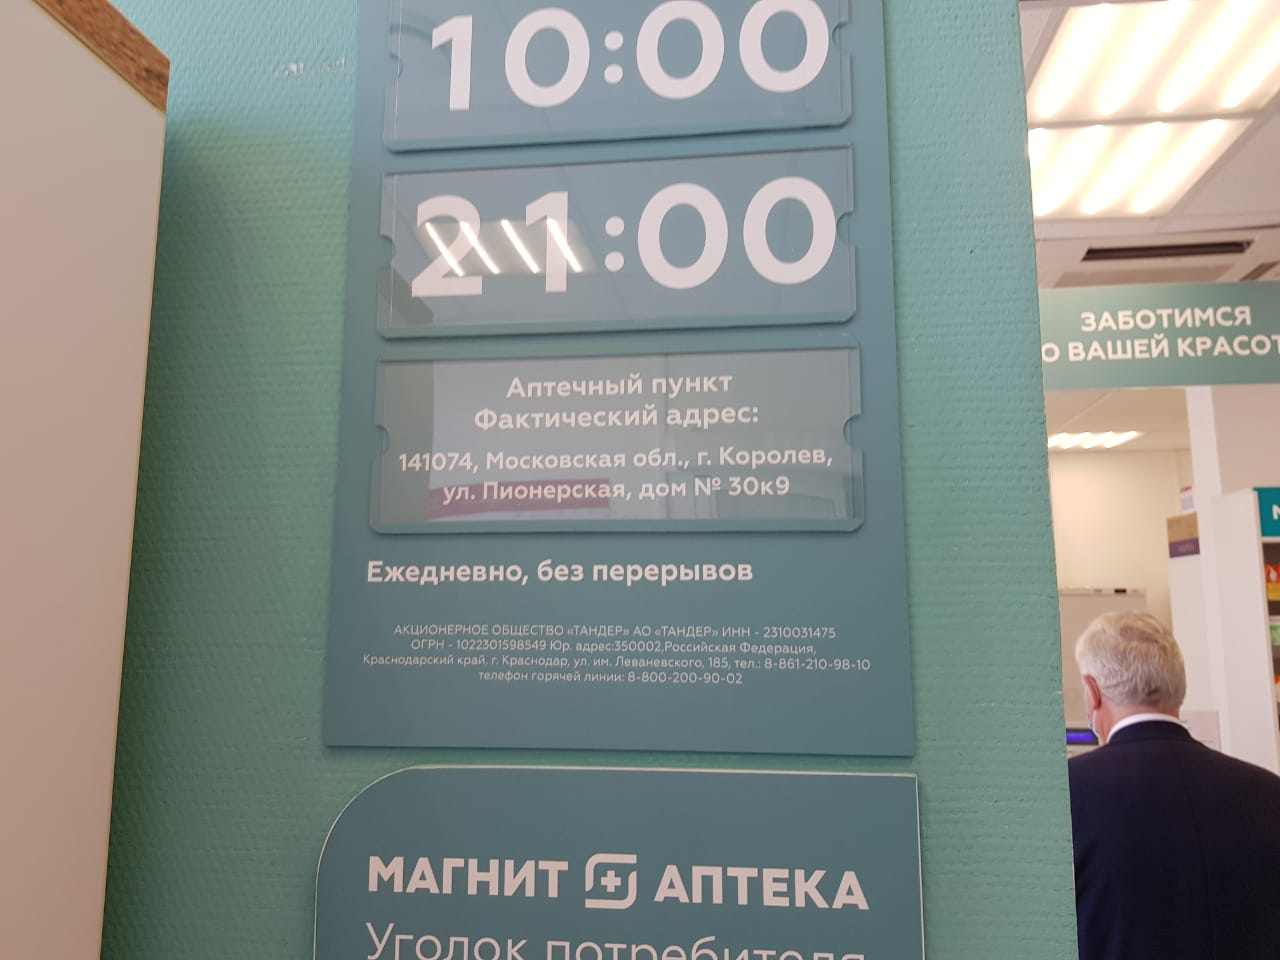 10:00
21:00
Аптечный пункт
Фактический адрес:
141074, Московская обл., г. Королев,
ул. Пионерская, дом № 30к9
Ежедневно, без перерывов
АКЦИОНЕРНОЕ ОБЩЕСТВО «ТАНДЕР» АО «ТАНДЕР» ИНН - 2310031475
ОГРН - 1022301598549 Юр. адрес:350002,Российская Федерация,
Краснодарский край, г. Краснодар, ул. им. Леваневского, 185, тел.: 8-861-210-98-10
телефон горячей линии: 8-800-200-90-02
МАГНИТ АПТЕКА
Уголок потребителя
ЗАБОТИМСЯ
О ВАШЕЙ КРАСОТ